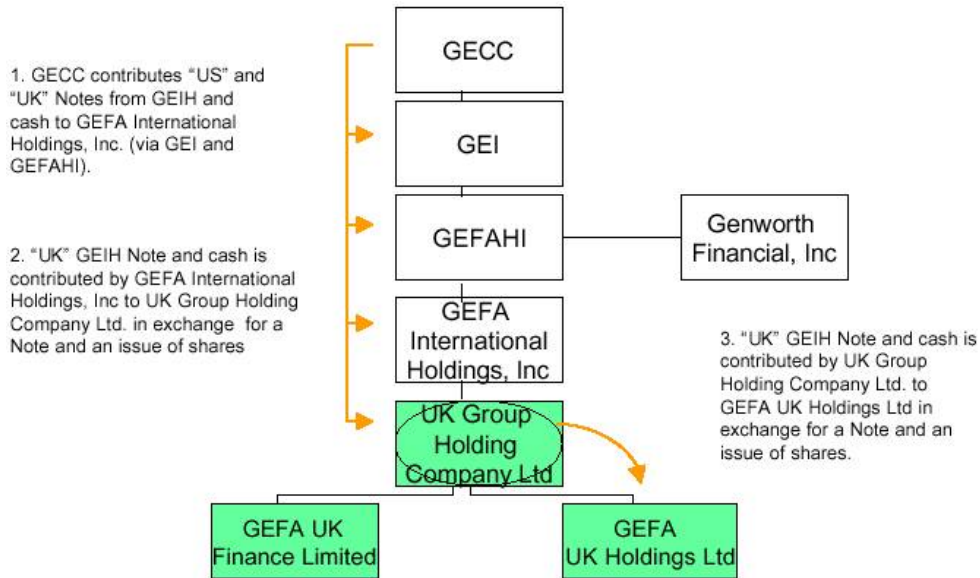 GECC
1. GECC contributes “US” and
“UK” Notes from GEIH and
cash to GEFA International
Holdings, Inc. (via GEI and
GEFAHI).
GEI
GEFAHI
Genworth
Financial, Inc
2. “UK” GEIH Note and cash is
contributed by GEFA International
Holdings, Inc to UK Group Holding
Company Ltd. in exchange for a
Note and an issue of shares
GEFA
International
Holdings, Inc
3. “UK” GEIH Note and cash is
contributed by UK Group
Holding Company Ltd. to
GEFA UK Holdings Ltd in
exchange for a Note and an
issue of shares.
UK Group
Holding
Company Ltd
GEFA UK
Finance Limited
GEFA
UK Holdings Ltd